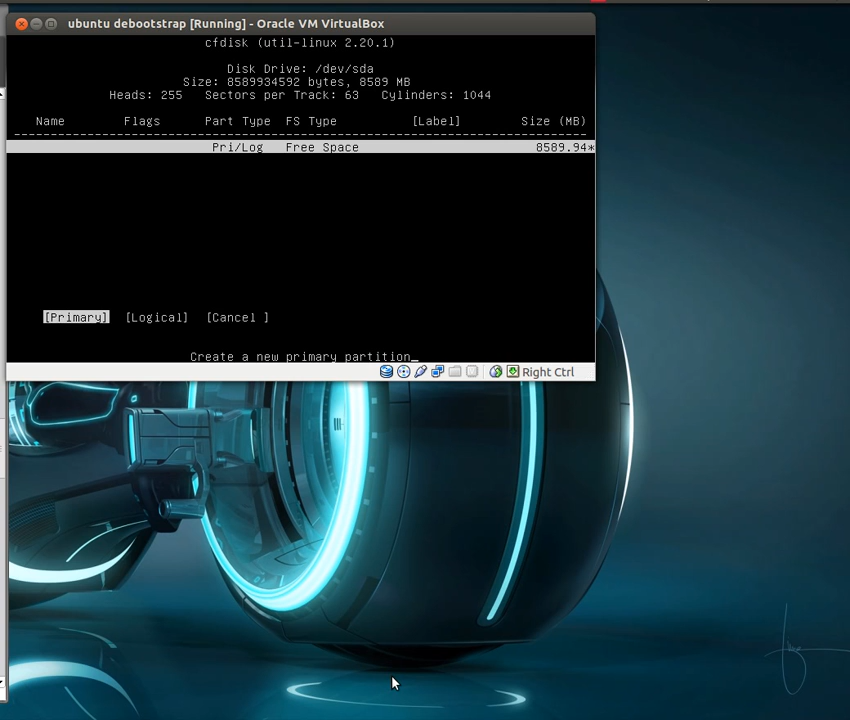 ubuntu debootstrap [Running] - Oracle VM VirtualBox
cfdisk (util-linux 2.20.1)
Disk Drive: /dev/sda
Size: 8589934592 bytes, 8589 MB
Heads: 255 Sectors per Track: 63 Cylinders: 1044
Name Flags Part Type FS Type [Label] Size (MB)
Pri/Log Free Space 8589.94*
[Primary] [Logical] [Cancel ]
Create a new primary partition_
Right Ctrl